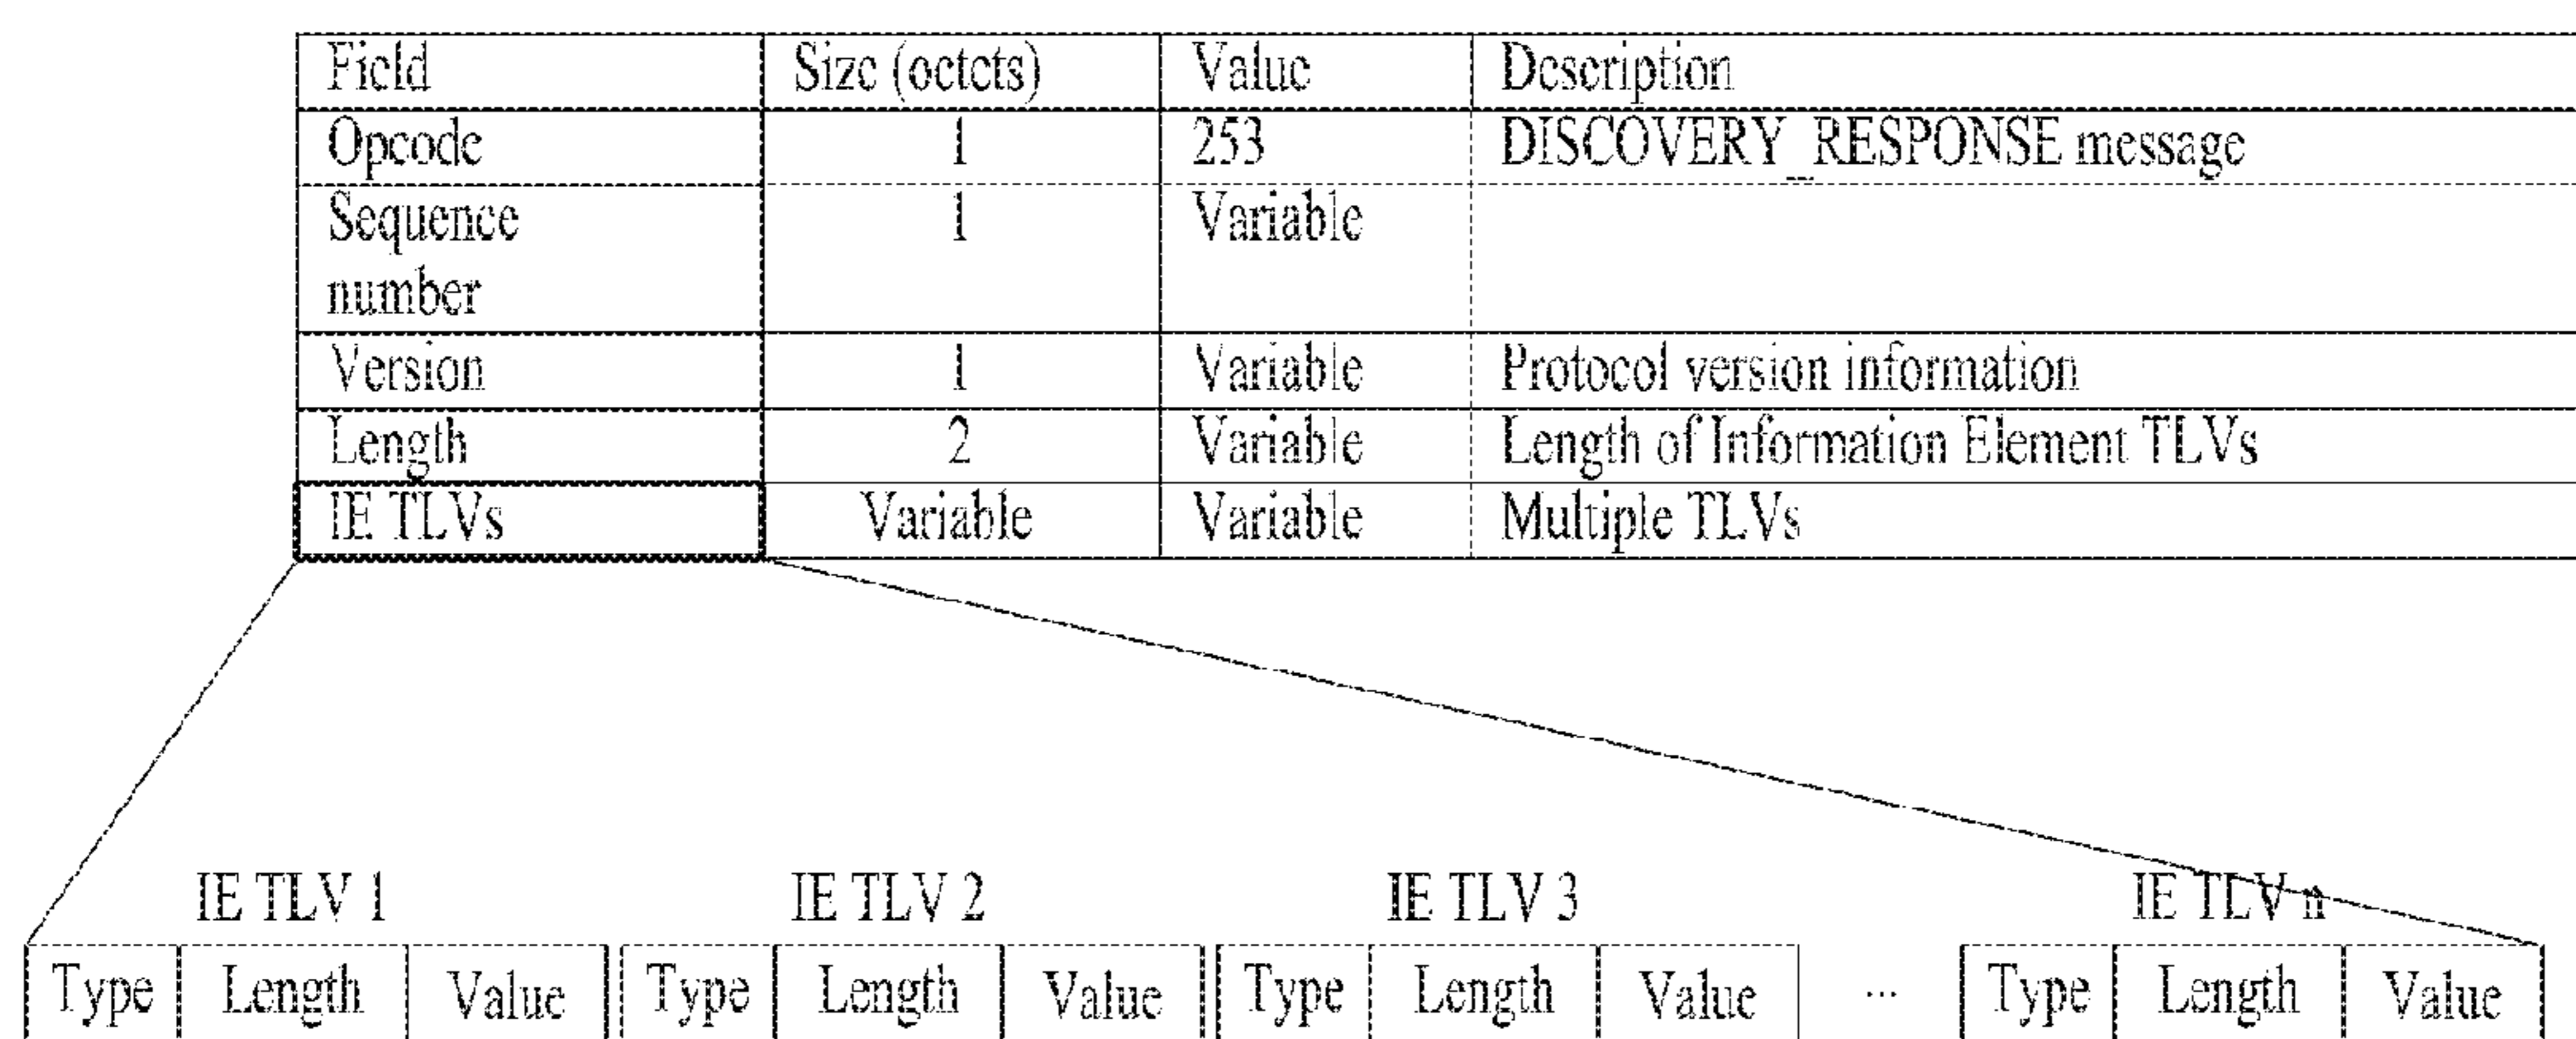 Field Size (octets) Value Description
Opcode 1 253 DISCOVERY_RESPONSE message
Sequence 1 Variable
number
Version 1 Variable Protocol version information
Length 2 Variable Length of Information Element TLVs
IE TLVs Variable Variable Multiple TLVs
IE TLV 1 IE TLV 2 IE TLV 3 IE TLV n
Type Length Value Type Length Value Type Length Value ... Type Length Value